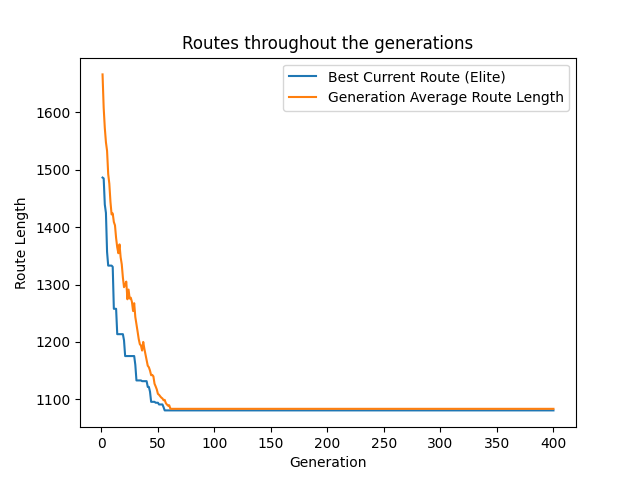 Routes throughout the generations
Best Current Route (Elite)
Generation Average Route Length
1600
1500
1400
1300
1200
1100
Route Length
0 50 100 150 200 250 300 350 400
Generation